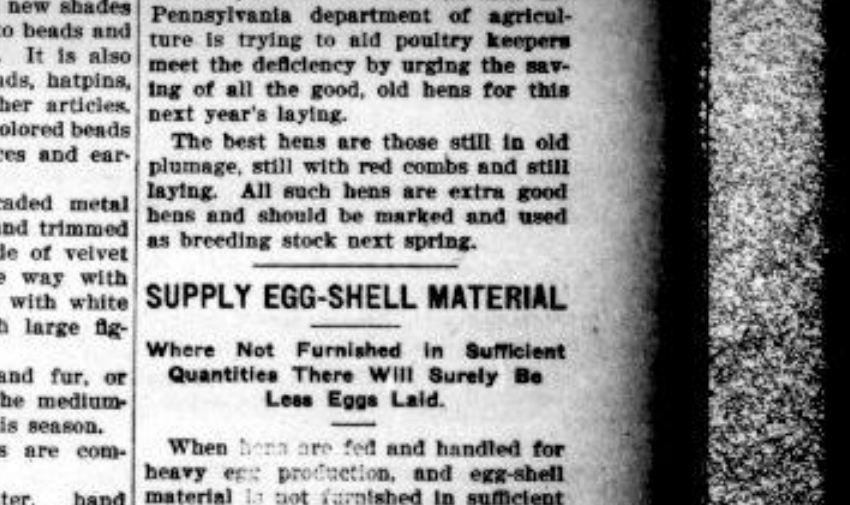 new shades
to beads and
. It is also
ads, hatpins,
her articles.
olored beads
ces and ear-
eaded metal
and trimmed
le of velvet
e way with
with white
h large fig-
and fur, or
he medium-
is season.
s are com-
ter, hand
Pennsylvania department of agricul-
ture is trying to aid poultry keepers
meet the deficiency by urging the sav-
ing of all the good, old hens for this
next year's laying.
The best hens are those still in old
plumage, still with red combs and still
laying. All such hens are extra good
hens and should be marked and used
as breeding stock next spring.
SUPPLY EGG-SHELL MATERIAL
Where Not Furnished in Sufficient
Quantities There Will Surely Be
Less Eggs Laid.
When hens are fed and handled for
heavy egg production, and egg-shell
material is not furnished in sufficient